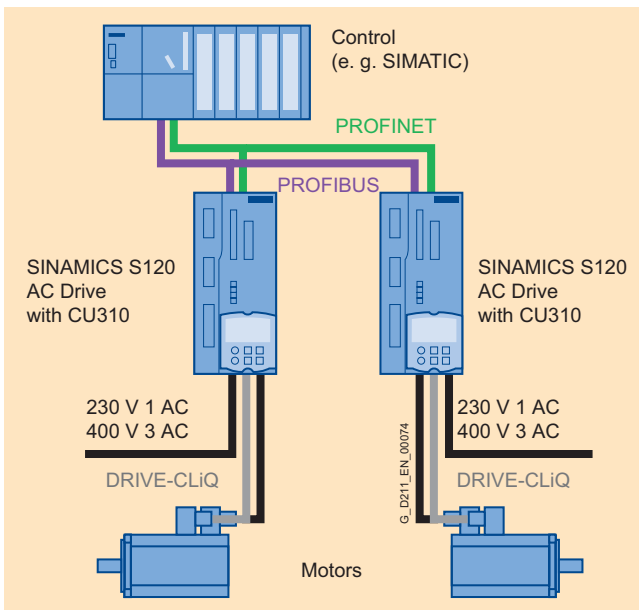 Control
(e. g. SIMATIC)
PROFINET
PROFIBUS
SINAMICS S120
AC Drive
with CU310
SINAMICS S120
AC Drive
with CU310
230 V 1 AC
400 V 3 AC
230 V 1 AC
400 V 3 AC
G_D211_EN_00074
DRIVE-CLiQ
DRIVE-CLiQ
Motors